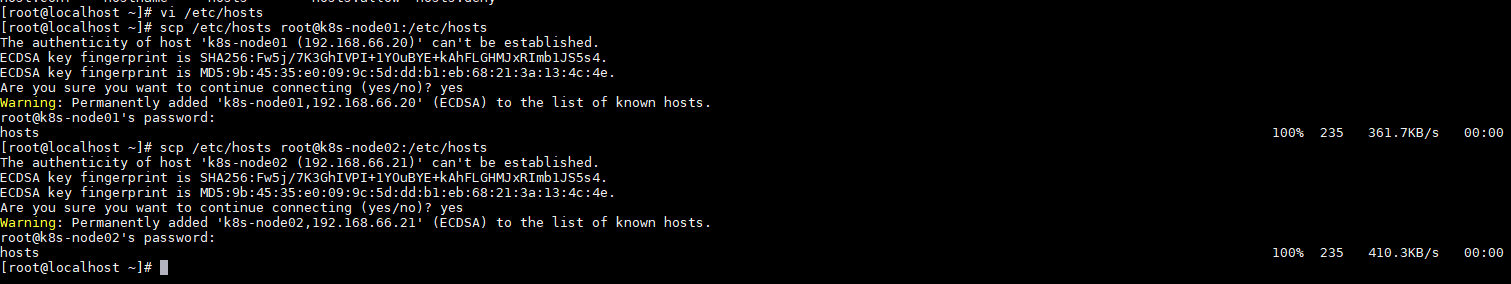 [root@localhost ~]# vi /etc/hosts
[root@localhost ~]# scp /etc/hosts root@k8s-node01:/etc/hosts
The authenticity of host 'k8s-node01 (192.168.66.20)' can't be established.
ECDSA key fingerprint is SHA256:Fw5j/7K3GhIVPI+1YOuBYE+kAhFLGHMJxRImb1JS5s4.
ECDSA key fingerprint is MD5:9b:45:35:e0:09:9c:5d:dd:b1:eb:68:21:3a:13:4c:4e.
Are you sure you want to continue connecting (yes/no)? yes
Warning: Permanently added 'k8s-node01,192.168.66.20' (ECDSA) to the list of known hosts.
root@k8s-node01's password:
hosts 100% 235 361.7KB/s 00:00
[root@localhost ~]# scp /etc/hosts root@k8s-node02:/etc/hosts
The authenticity of host 'k8s-node02 (192.168.66.21)' can't be established.
ECDSA key fingerprint is SHA256:Fw5j/7K3GhIVPI+1YOuBYE+kAhFLGHMJxRImb1JS5s4.
ECDSA key fingerprint is MD5:9b:45:35:e0:09:9c:5d:dd:b1:eb:68:21:3a:13:4c:4e.
Are you sure you want to continue connecting (yes/no)? yes
Warning: Permanently added 'k8s-node02,192.168.66.21' (ECDSA) to the list of known hosts.
root@k8s-node02's password:
hosts 100% 235 410.3KB/s 00:00
[root@localhost ~]#